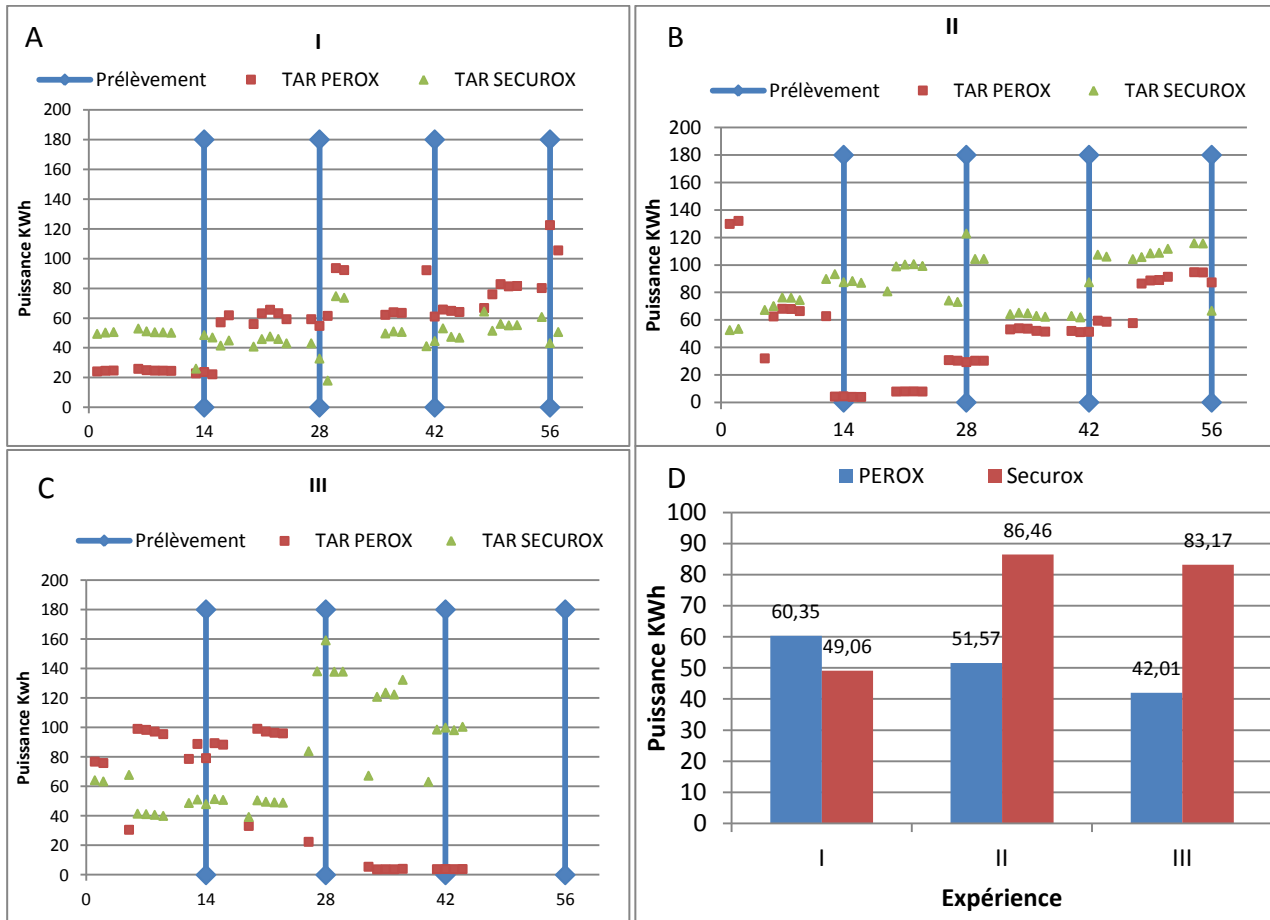 A
I
Prélèvement TAR PEROX TAR SECUROX
Puissance KWh
200
180
160
140
120
100
80
60
40
20
0
0 14 28 42 56
B
II
Prélèvement TAR PEROX TAR SECUROX
Puissance KWh
200
180
160
140
120
100
80
60
40
20
0
0 14 28 42 56
C
III
Prélèvement TAR PEROX TAR SECUROX
Puissance Kwh
200
180
160
140
120
100
80
60
40
20
0
0 14 28 42 56
D
PEROX Securox
Puissance KWh
100
90
80
70
60
50
40
30
20
10
0
60,35
49,06
51,57
86,46
42,01
83,17
I II III
Expérience